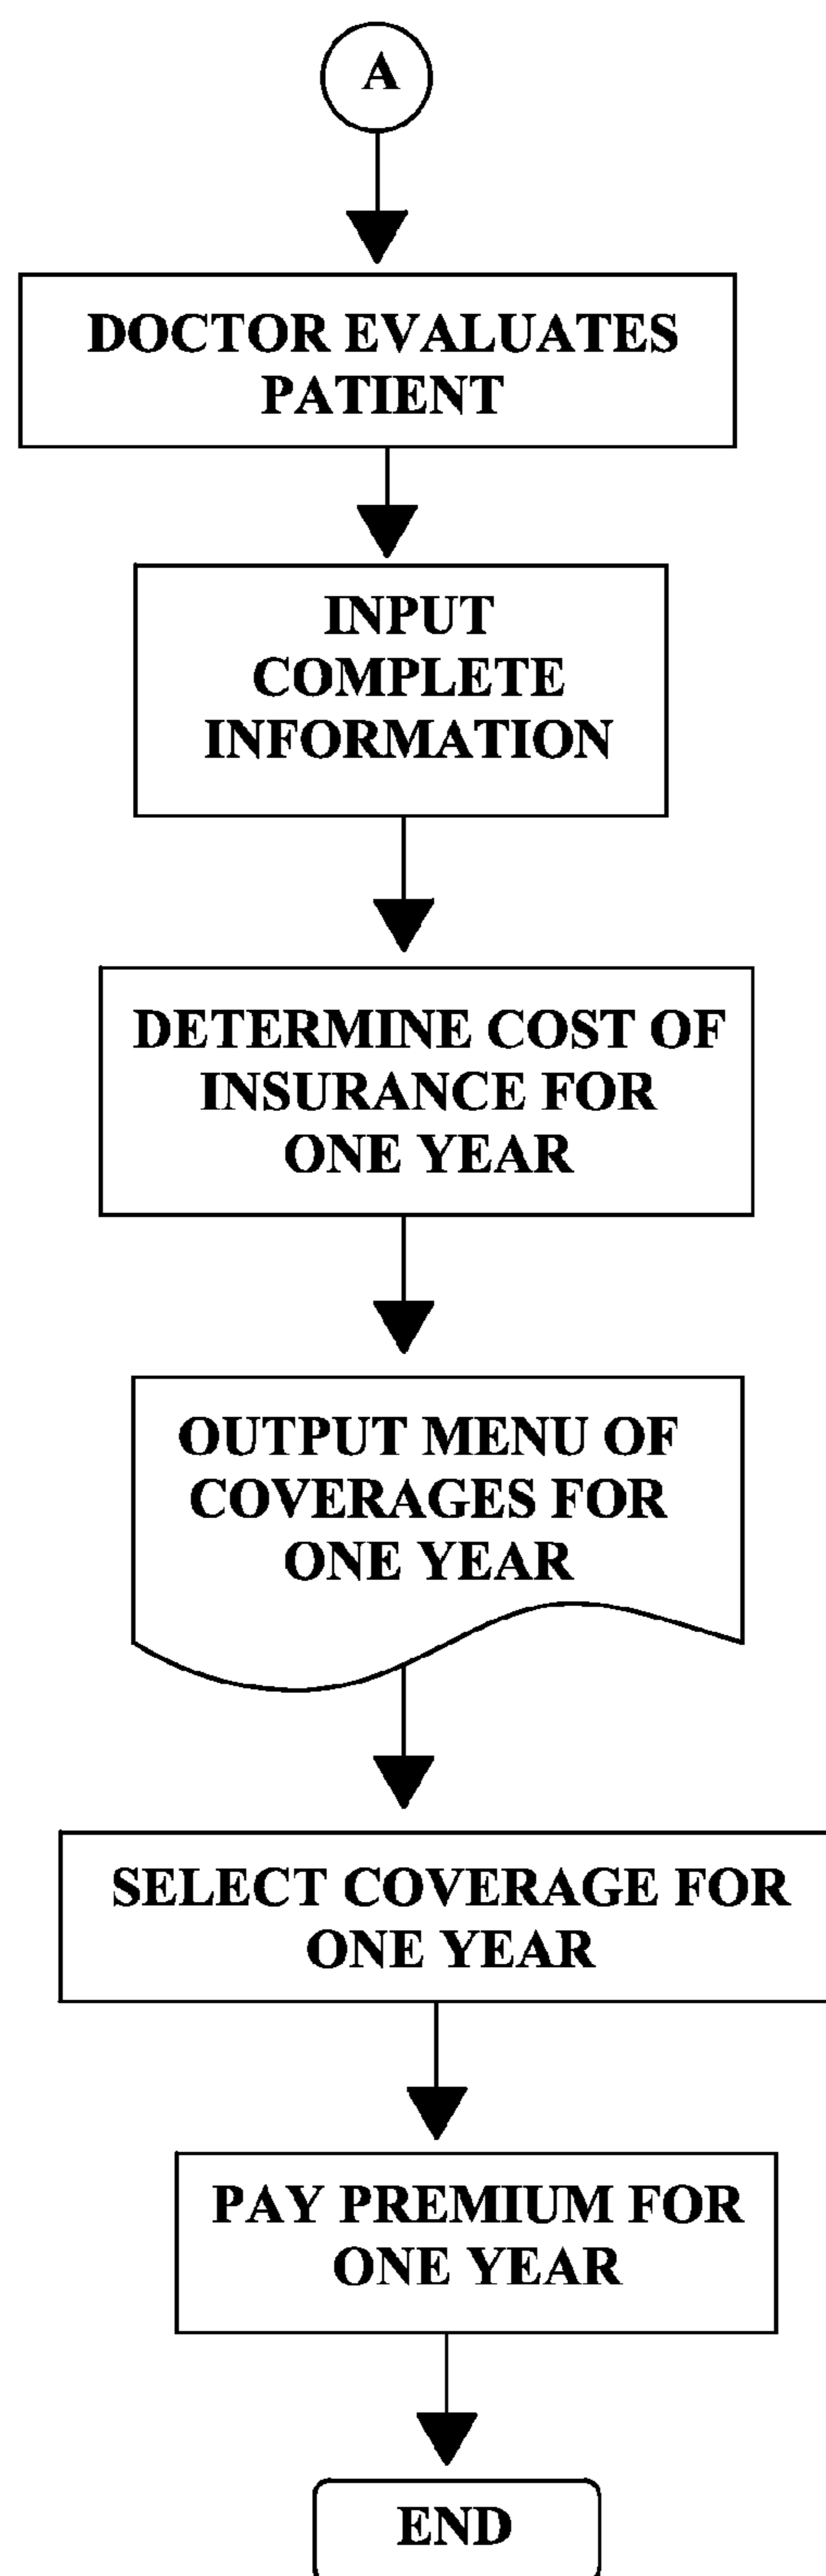 A
DOCTOR EVALUATES
PATIENT
INPUT
COMPLETE
INFORMATION
DETERMINE COST OF
INSURANCE FOR
ONE YEAR
OUTPUT MENU OF
COVERAGES FOR
ONE YEAR
SELECT COVERAGE FOR
ONE YEAR
PAY PREMIUM FOR
ONE YEAR
END